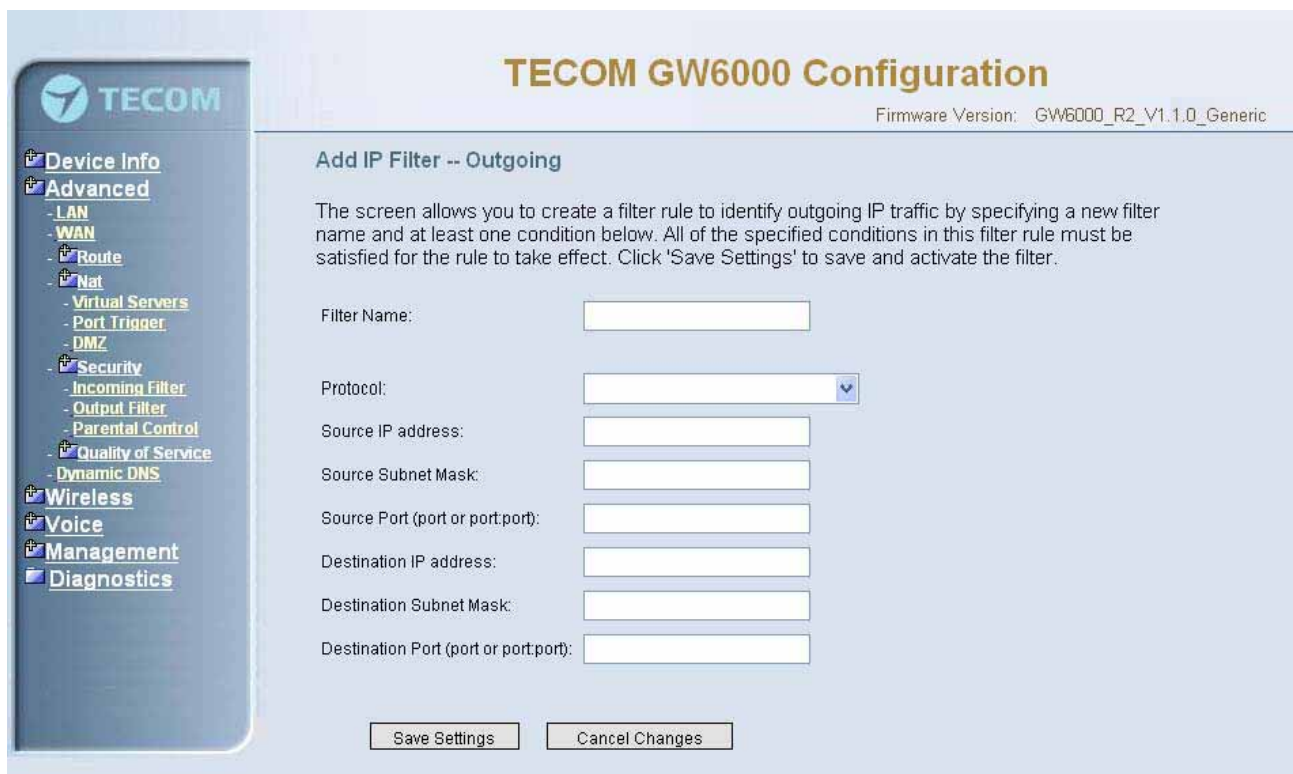 TECOM
TECOM GW6000 Configuration
Firmware Version: GW6000_R2_V1.1.0_Generic
Device Info
Advanced
- LAN
- WAN
- Route
- Nat
- Virtual Servers
- Port Trigger
- DMZ
- Security
- Incoming Filter
- Output Filter
- Parental Control
- Quality of Service
- Dynamic DNS
Wireless
Voice
Management
Diagnostics
Add IP Filter -- Outgoing
The screen allows you to create a filter rule to identify outgoing IP traffic by specifying a new filter
name and at least one condition below. All of the specified conditions in this filter rule must be
satisfied for the rule to take effect. Click 'Save Settings' to save and activate the filter.
Filter Name:
Protocol:
Source IP address:
Source Subnet Mask:
Source Port (port or port:port):
Destination IP address:
Destination Subnet Mask:
Destination Port (port or port:port):
Save Settings
Cancel Changes